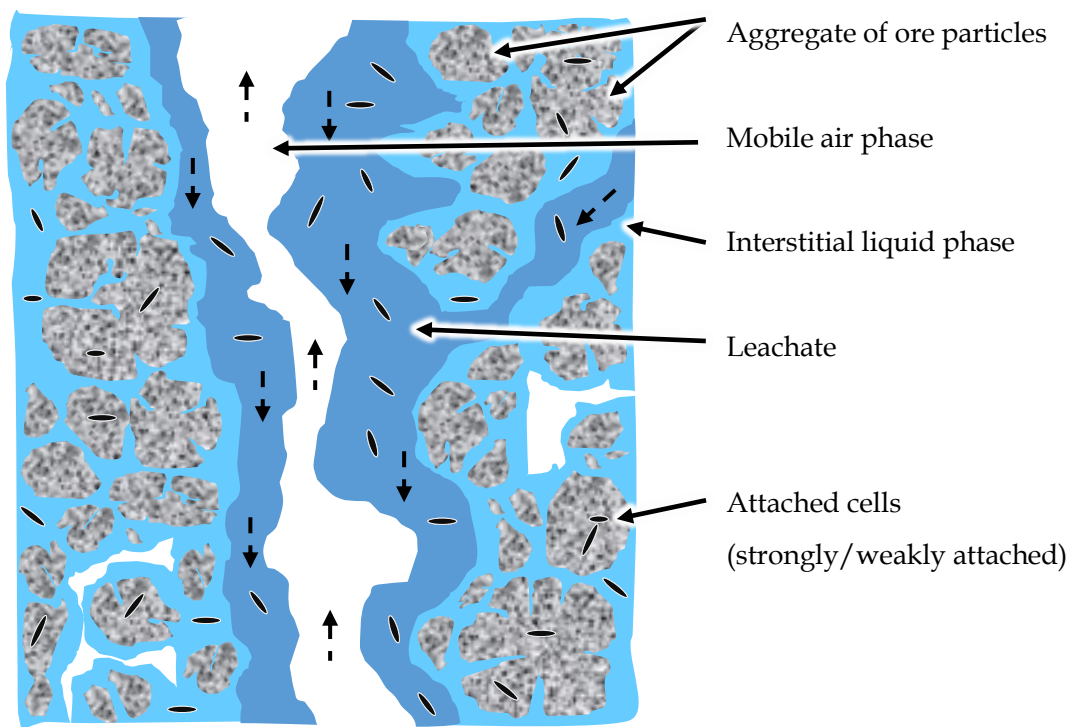 Aggregate of ore particles
Mobile air phase
Interstitial liquid phase
Leachate
Attached cells
(strongly/weakly attached)